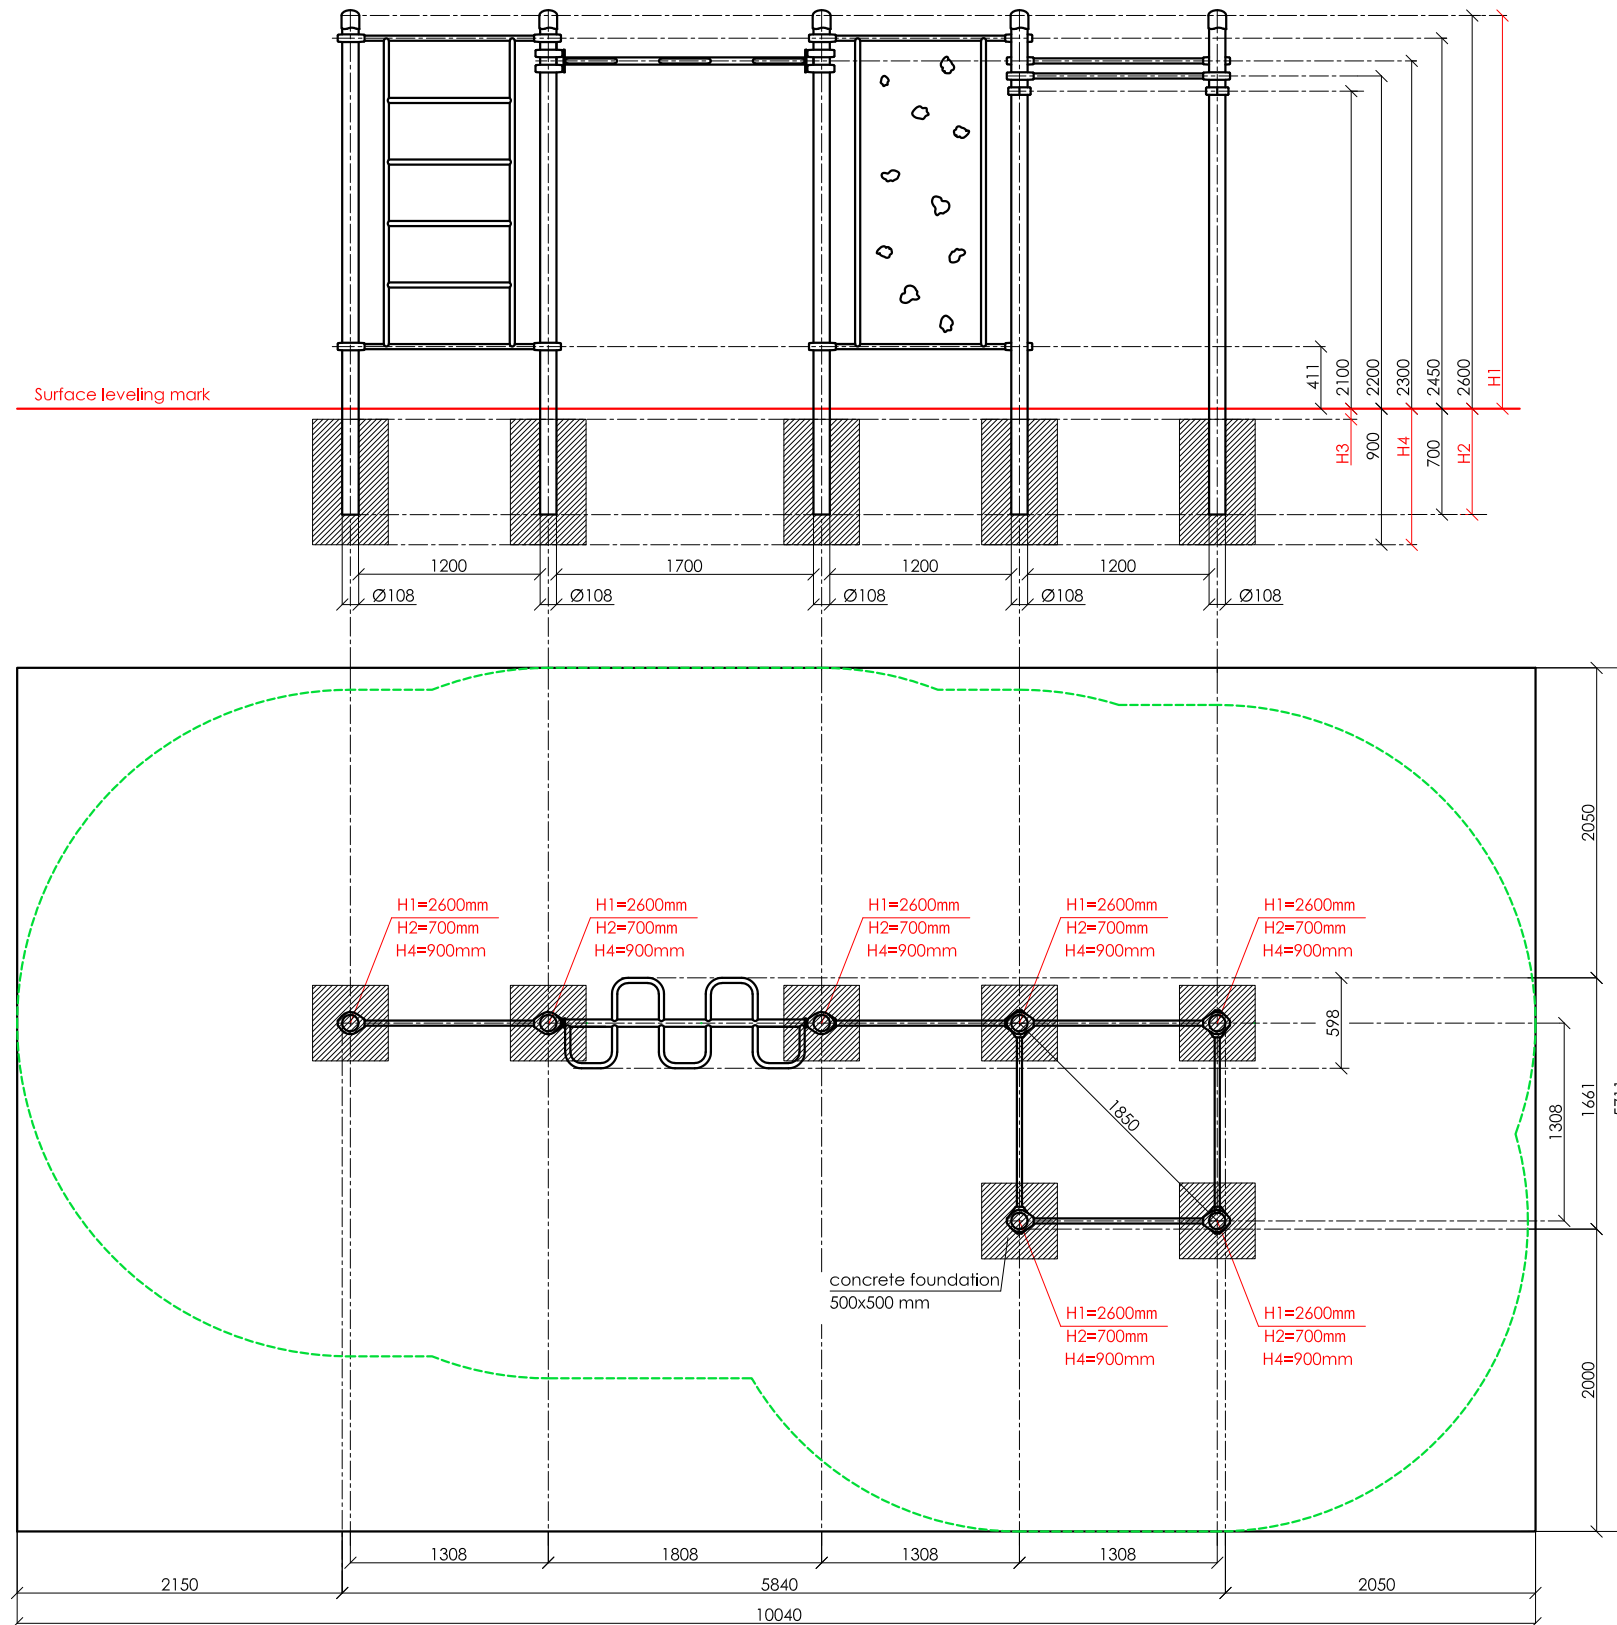 Surface leveling mark
411
2100
2200
2300
2450
2600
H1
H3
900
H4
700
H2
1200
1700
1200
1200
Ø108
Ø108
Ø108
Ø108
Ø108
2050
H1=2600mm
H2=700mm
H4=900mm
H1=2600mm
H2=700mm
H4=900mm
H1=2600mm
H2=700mm
H4=900mm
H1=2600mm
H2=700mm
H4=900mm
H1=2600mm
H2=700mm
H4=900mm
598
1850
1308
1661
concrete foundation
500x500 mm
H1=2600mm
H2=700mm
H4=900mm
H1=2600mm
H2=700mm
H4=900mm
2000
1308
1808
1308
1308
2150
5840
2050
10040